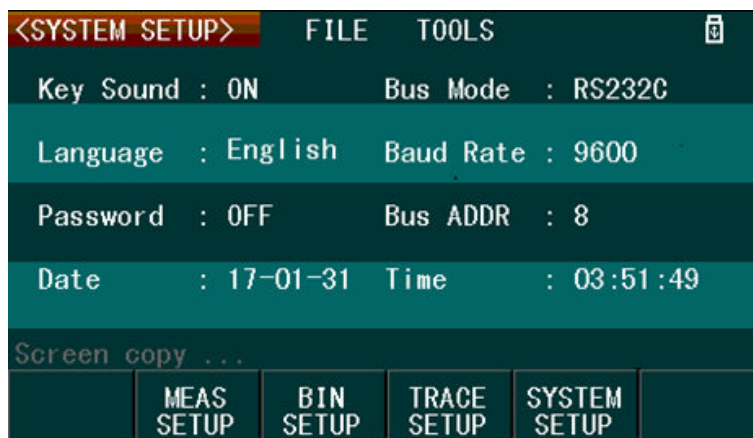 <SYSTEM SETUP> FILE TOOLS
Key Sound : ON Bus Mode : RS232C
Language : English Baud Rate : 9600
Password : OFF Bus ADDR : 8
Date : 17-01-31 Time : 03:51:49
Screen copy ...
MEAS SETUP BIN SETUP TRACE SETUP SYSTEM SETUP